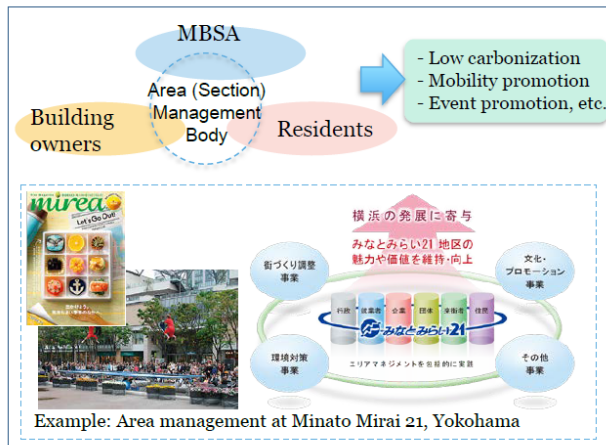 MBSA
Area (Section)
Management
Body
Building
owners
Residents
- Low carbonization
- Mobility promotion
- Event promotion, etc.
mirea
Let's Go Out!
横浜の発展に寄与
みなとみらい21 地区の
魅力や価値を維持・向上
街づくり調整
事業
文化・
プロモーション
事業
行政
就業者
企業
団体
来街者
住民
みなとみらい21
エリアマネジメントを包括的に実践
環境対策
事業
その他
事業
Example: Area management at Minato Mirai 21, Yokohama